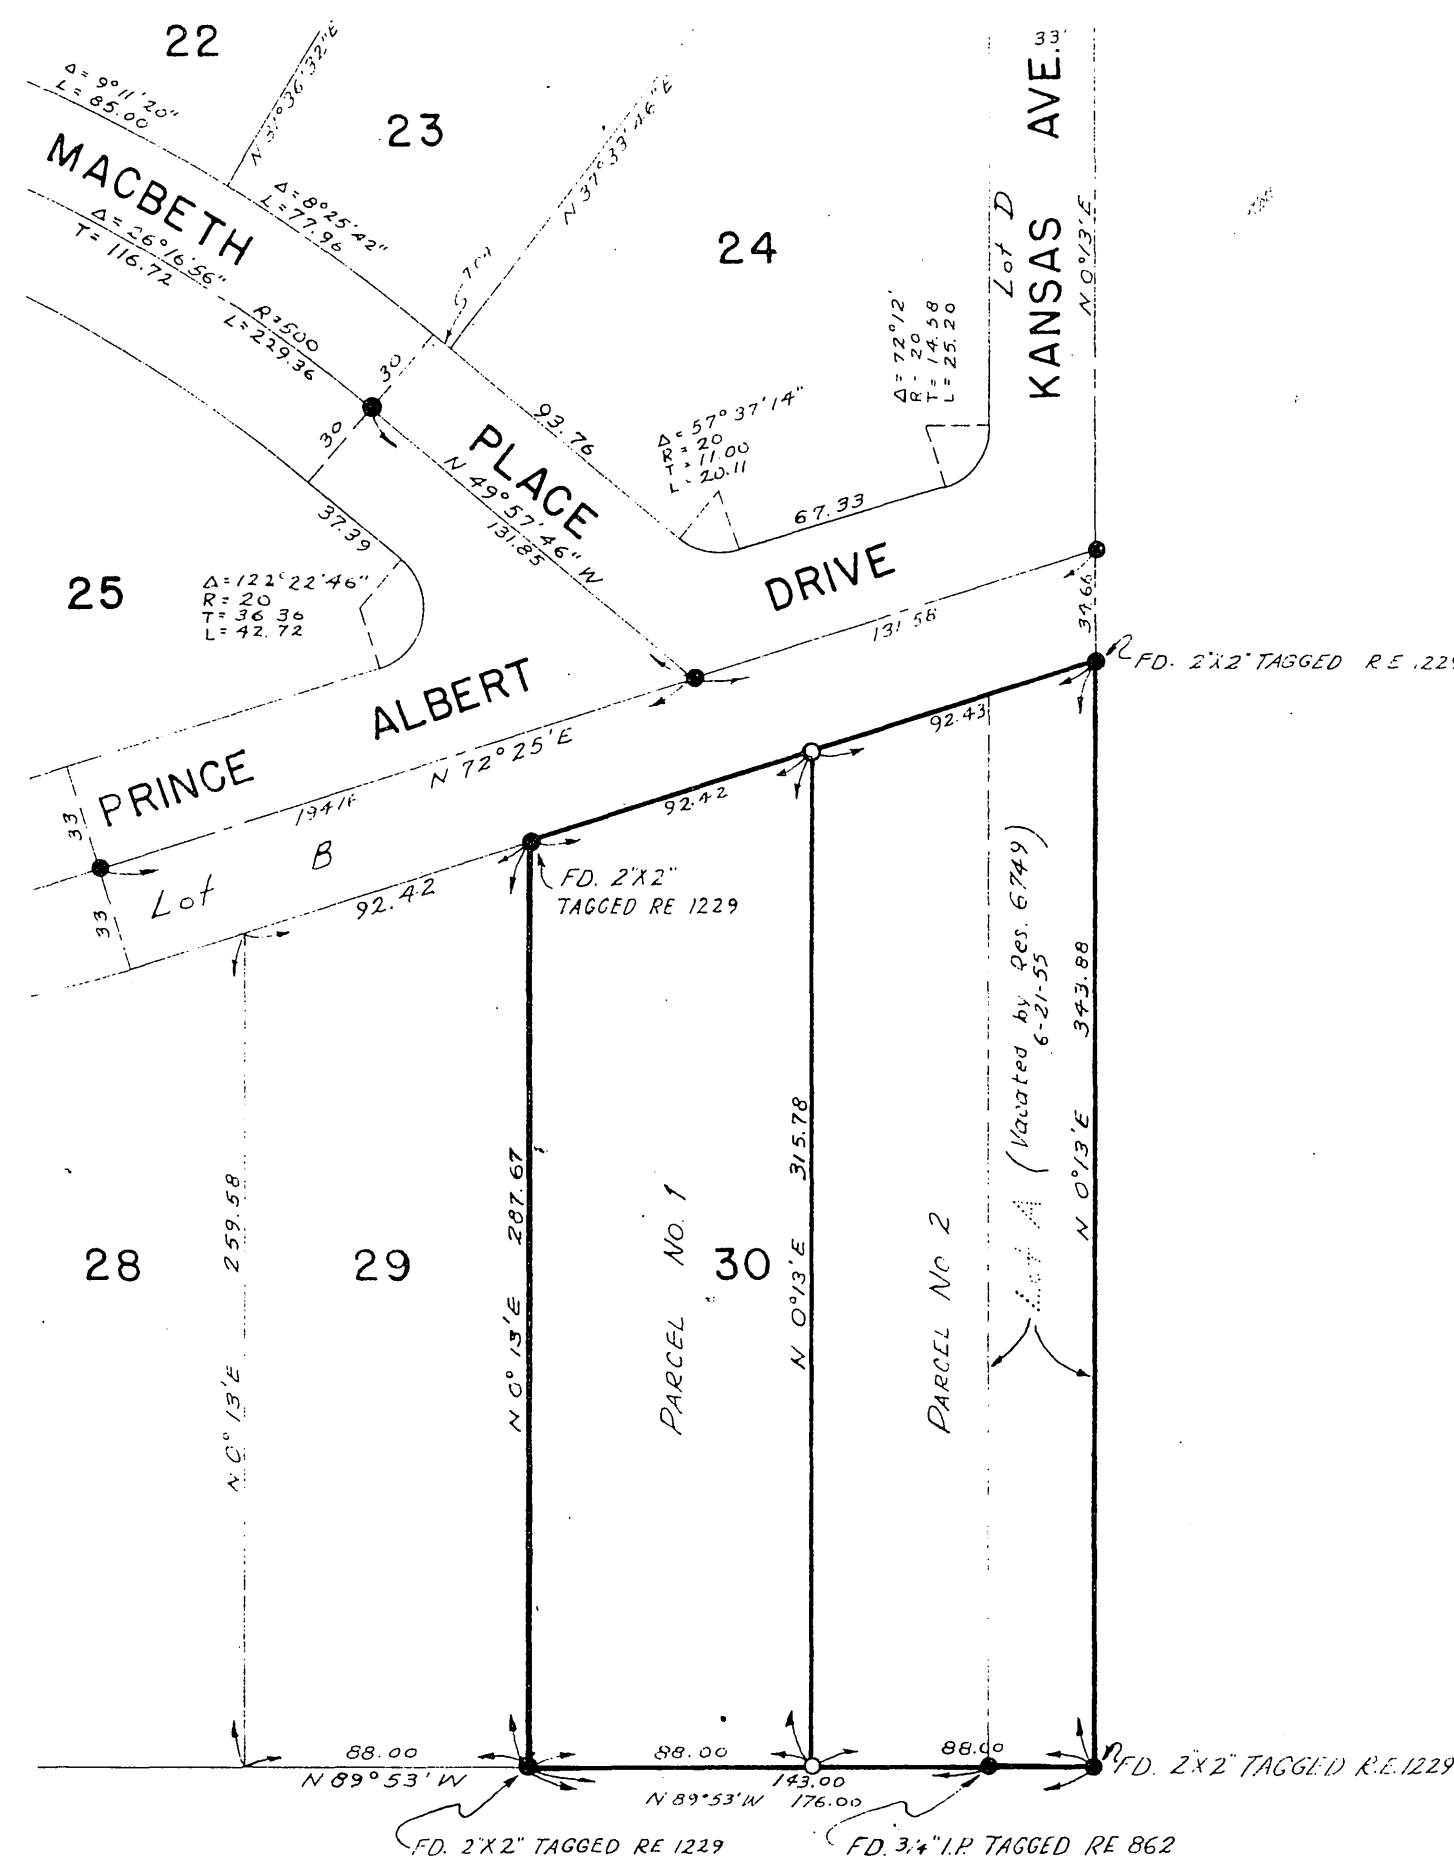 22
Δ= 9°11'20"
L= 85.00
N 31°36'32"E
23
N 37°33'46"E
33'
KANSAS AVE.
Lot D
N 0°13'E
MACBETH
Δ= 8°25'42"
L=77.96
Δ= 26°16'56"
T= 116.72
R=500
L=229.36
24
30
30
Δ= 72°12'
R - 20
T = 14.58
L= 25.20
93.76
PLACE
N 49°57'46" W
131.85
Δ= 57°37'14"
R = 20
T = 11.00
L - 20.11
67.33
37.39
25
Δ=122°22'46"
R= 20
T= 36 36
L= 42.72
DRIVE
131 58
37.66
FD. 2"X2" TAGGED R E 1229
ALBERT
PRINCE
N 72°25'E
92.43
92.42
33
33
Lot B
92.42
FD. 2"X2"
TAGGED RE 1229
259.58
N 0°13'E
287.67
N 0° 13'E
315.78
N 0°13'E
343.88
N 0°13'E
Lot A (Vacated by Res. 6749)
6-21-55
28
29
30
PARCEL NO. 1
PARCEL NO 2
88.00
N 89°53' W
88.00
88.00
143.00
N 89°53'W 176.00
FD. 2"X2" TAGGED R.E.1229
FD. 2"X2" TAGGED RE 1229
FD. 3/4" I.P. TAGGED RE 862